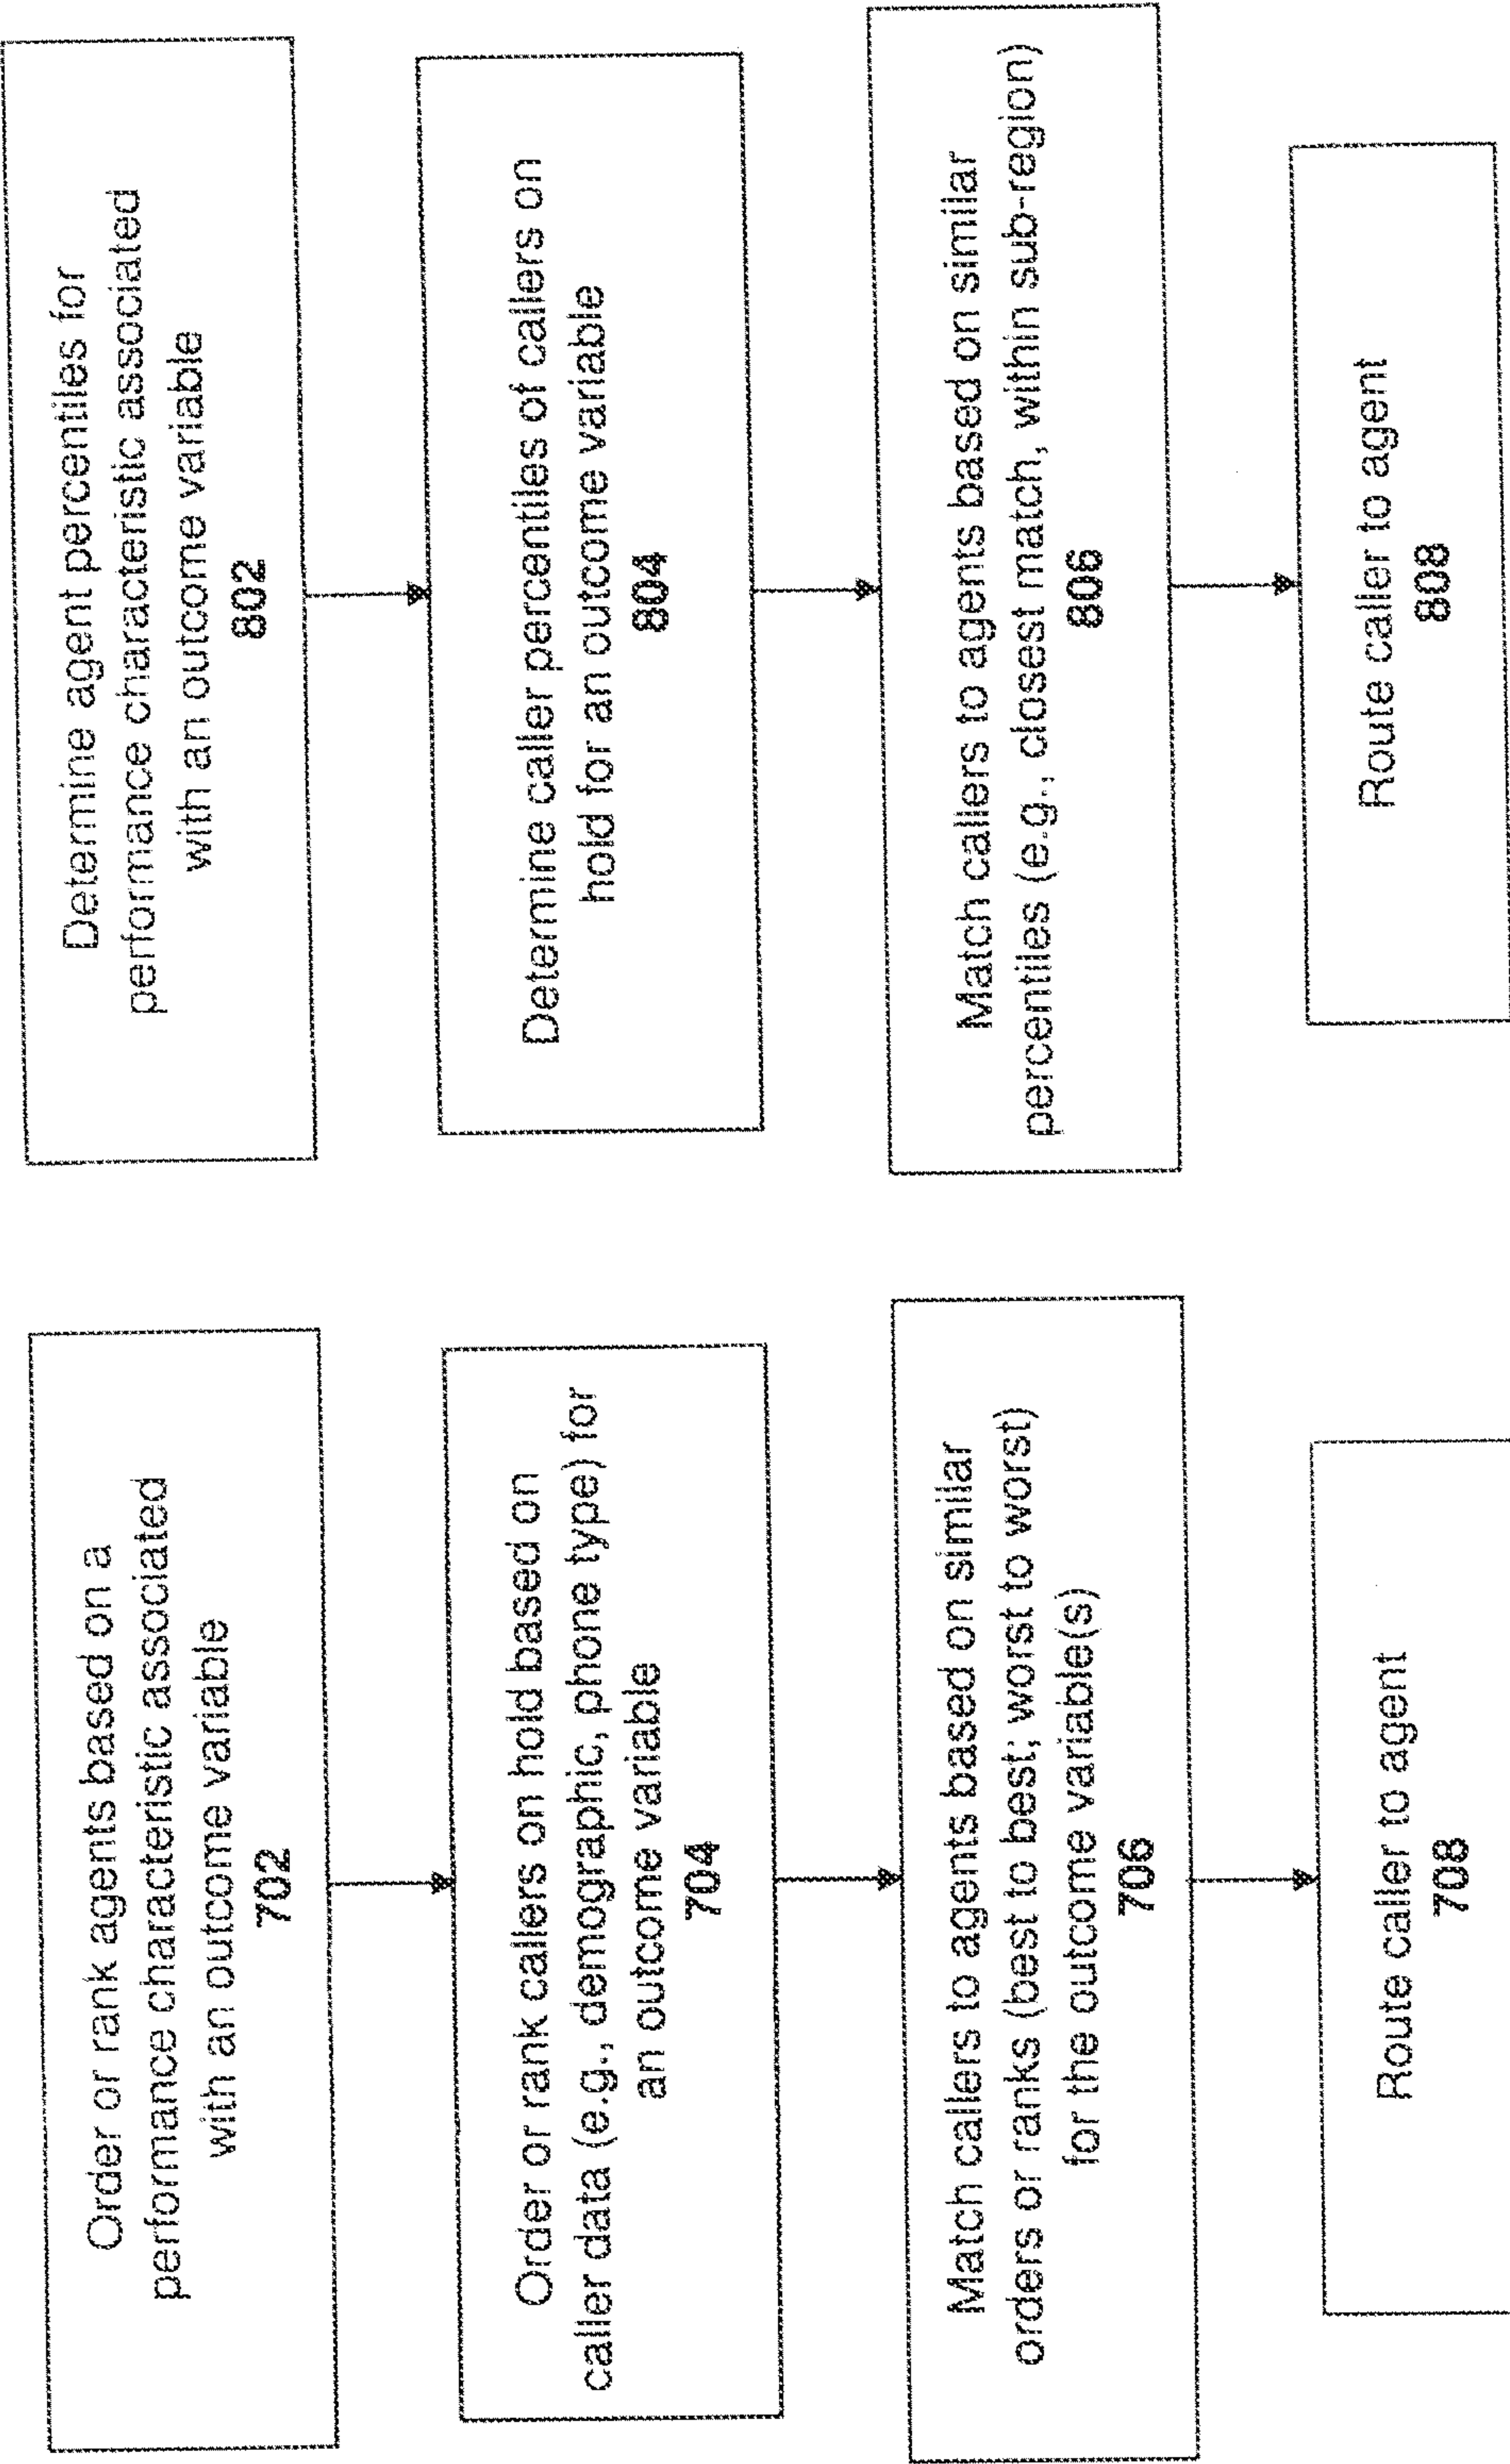 Order or rank agents based on a
performance characteristic associated
with an outcome variable
702
Order or rank callers on hold based on
caller data (e.g., demographic, phone type) for
an outcome variable
704
Match callers to agents based on similar
orders or ranks (best to best; worst to worst)
for the outcome variable(s)
706
Route caller to agent
708
Determine agent percentiles for
performance characteristic associated
with an outcome variable
802
Determine caller percentiles of callers on
hold for an outcome variable
804
Match callers to agents based on similar
percentiles (e.g., closest match, within sub-region)
806
Route caller to agent
808